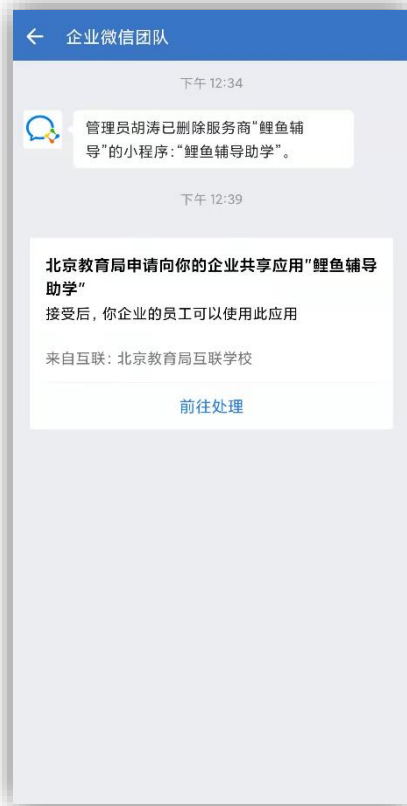 企业微信团队
下午 12:34
管理员胡涛已删除服务商“鲤鱼辅
导”的小程序:“鲤鱼辅导助学”。
下午 12:39
北京教育局申请向你的企业共享应用“鲤鱼辅导
助学”
接受后，你企业的员工可以使用此应用
来自互联：北京教育局互联学校
前往处理